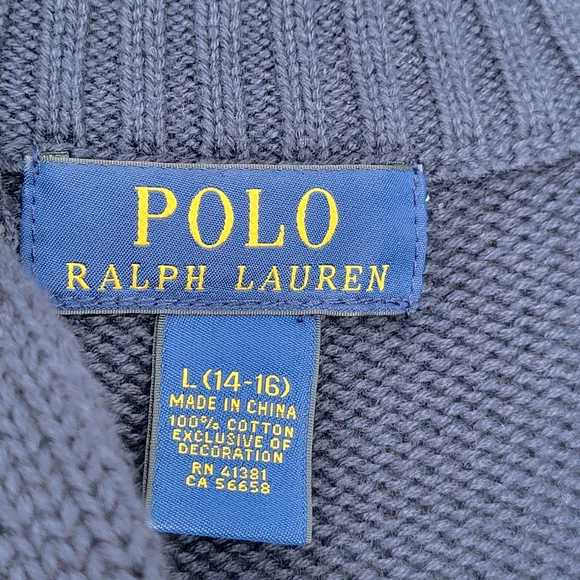 POLO
RALPH LAUREN
L (14-16)
MADE IN CHINA
100% COTTON
EXCLUSIVE OF
DECORATION
RN 41381
CA 56658